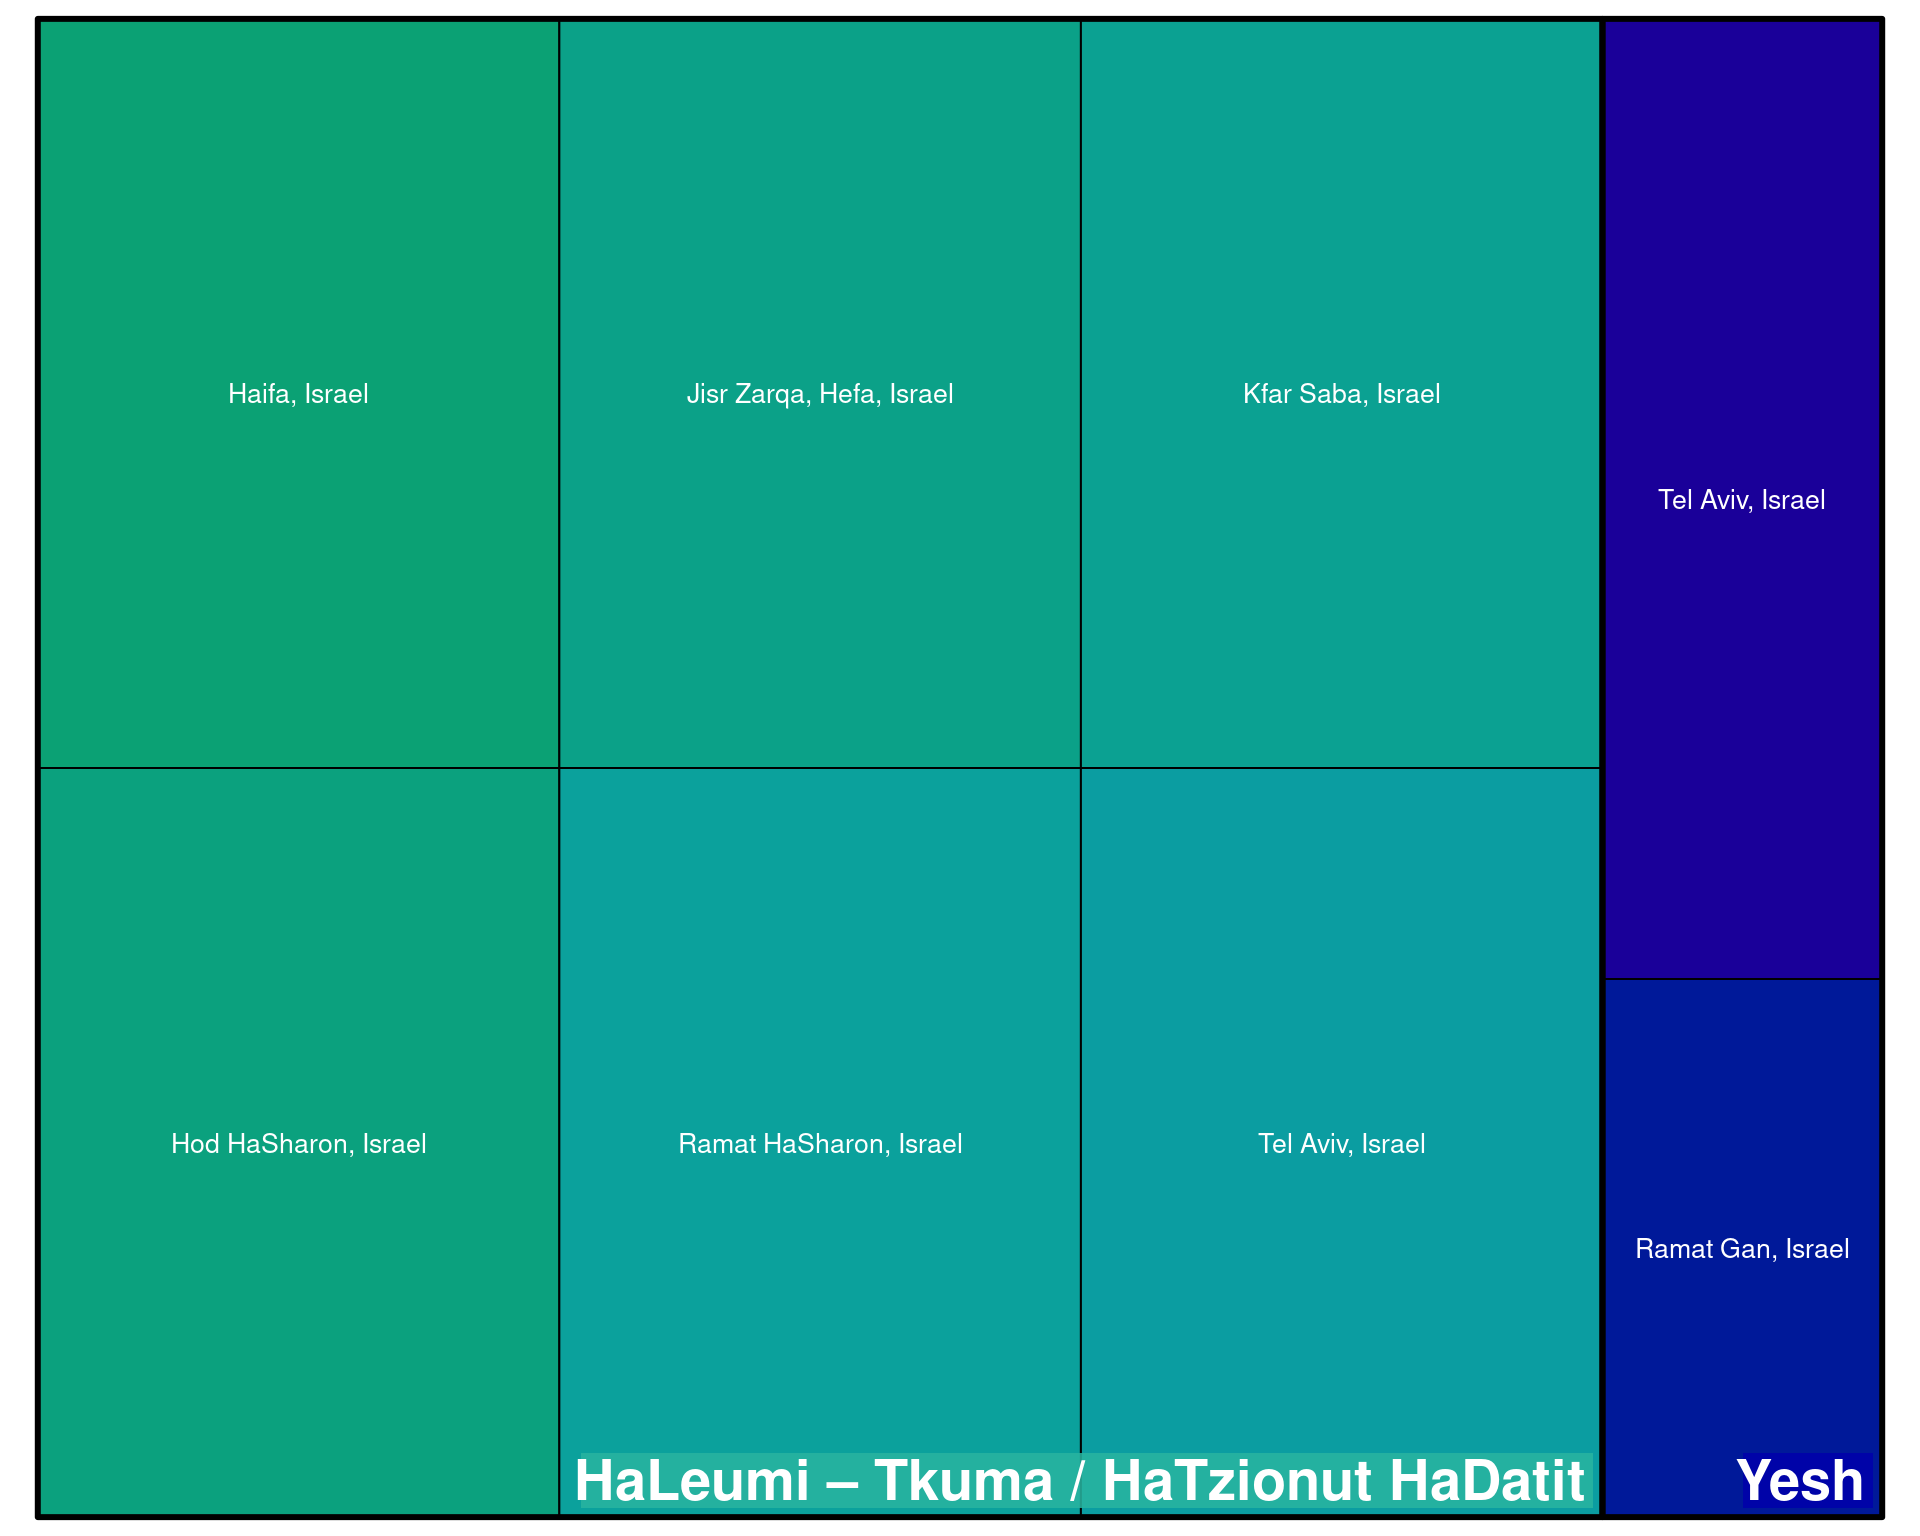 Haifa, Israel
Jisr Zarqa, Hefa, Israel
Kfar Saba, Israel
Tel Aviv, Israel
Hod HaSharon, Israel
Ramat HaSharon, Israel
Tel Aviv, Israel
Ramat Gan, Israel
HaLeumi – Tkuma / HaTzionut HaDatit
Yesh